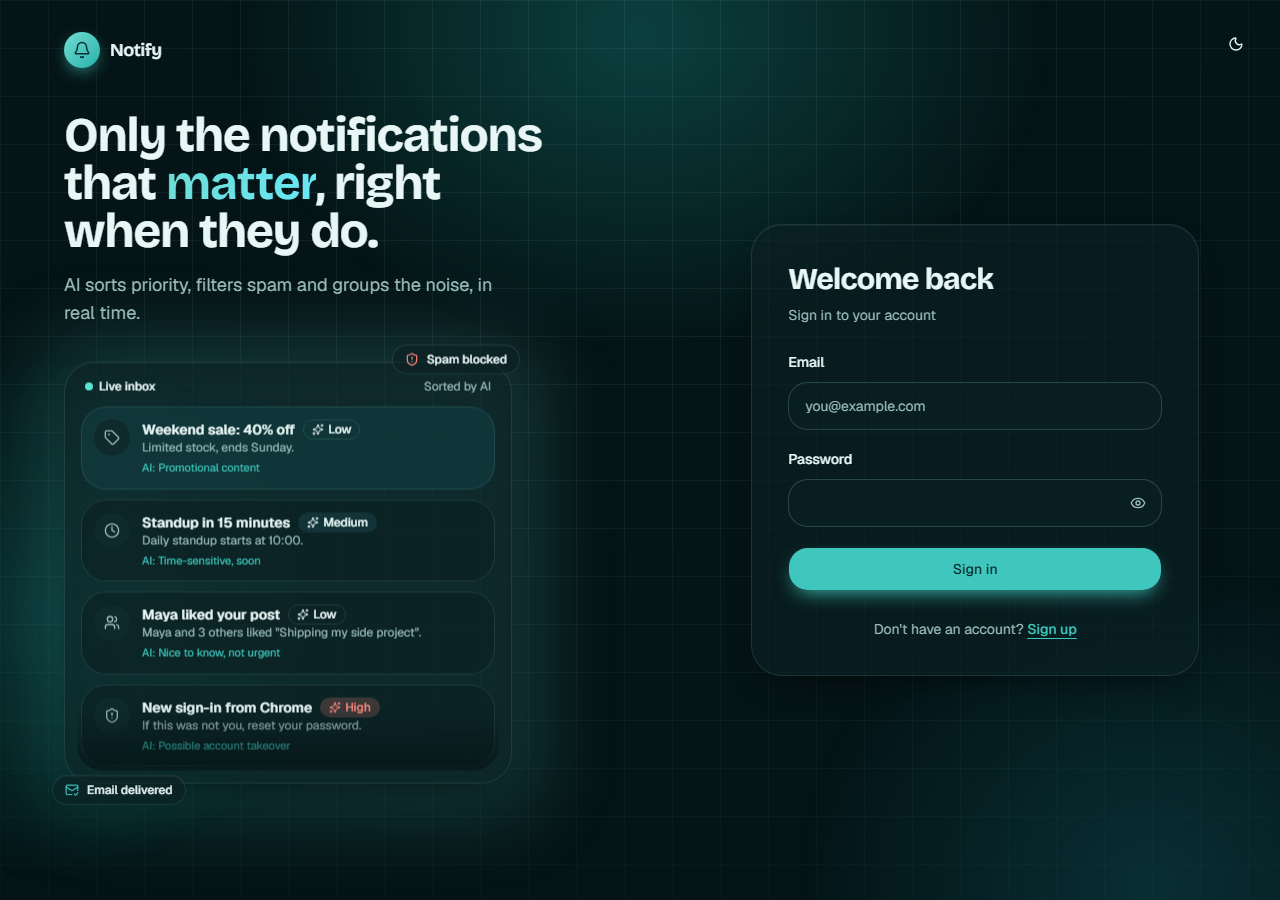 Notify
Only the notifications
that matter, right
when they do.
AI sorts priority, filters spam and groups the noise, in
real time.
Spam blocked
Live inbox
Sorted by AI
Weekend sale: 40% off
Low
Limited stock, ends Sunday.
AI: Promotional content
Standup in 15 minutes
Medium
Daily standup starts at 10:00.
AI: Time-sensitive, soon
Maya liked your post
Low
Maya and 3 others liked "Shipping my side project".
AI: Nice to know, not urgent
New sign-in from Chrome
High
If this was not you, reset your password.
AI: Possible account takeover
Email delivered
Welcome back
Sign in to your account
Email
you@example.com
Password
Sign in
Don't have an account? Sign up